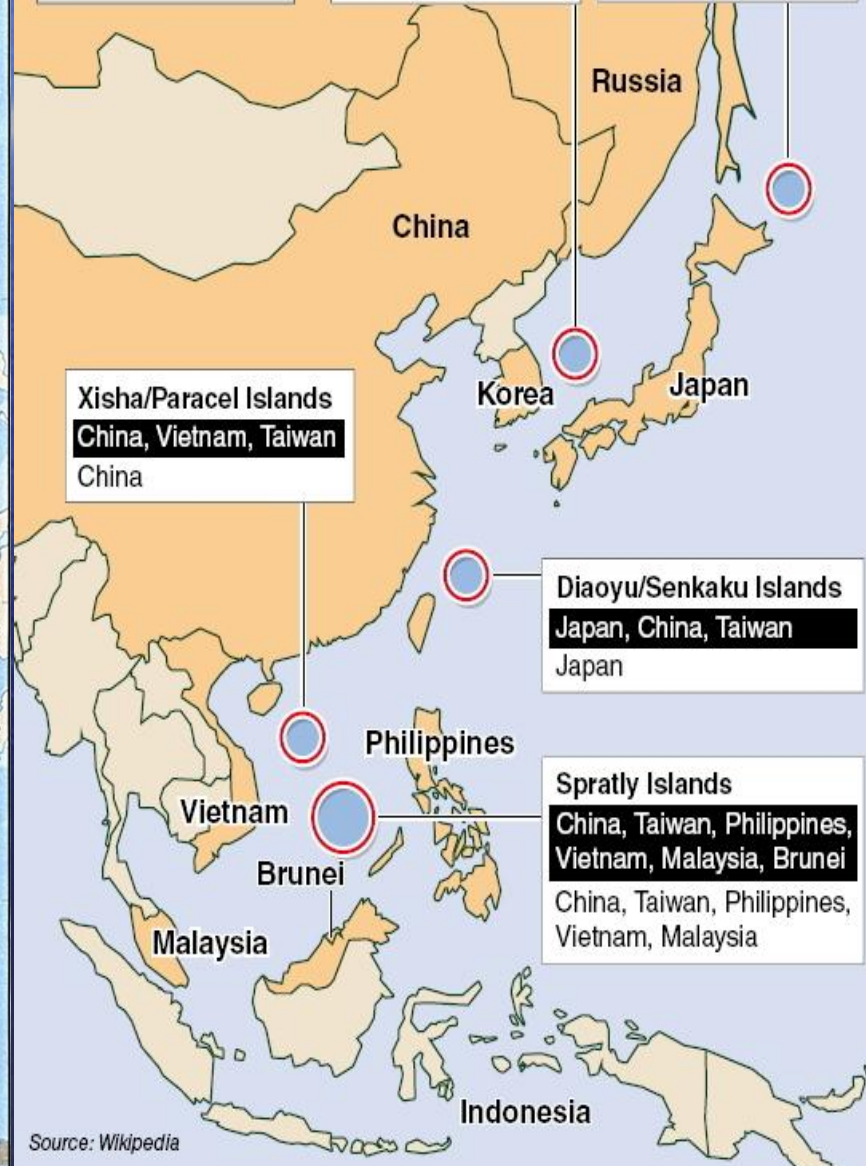 Russia
China
Korea
Japan
Xisha/Paracel Islands
China, Vietnam, Taiwan
China
Diaoyu/Senkaku Islands
Japan, China, Taiwan
Japan
Philippines
Spratly Islands
China, Taiwan, Philippines,
Vietnam, Malaysia, Brunei
China, Taiwan, Philippines,
Vietnam, Malaysia
Vietnam
Brunei
Malaysia
Indonesia
Source: Wikipedia